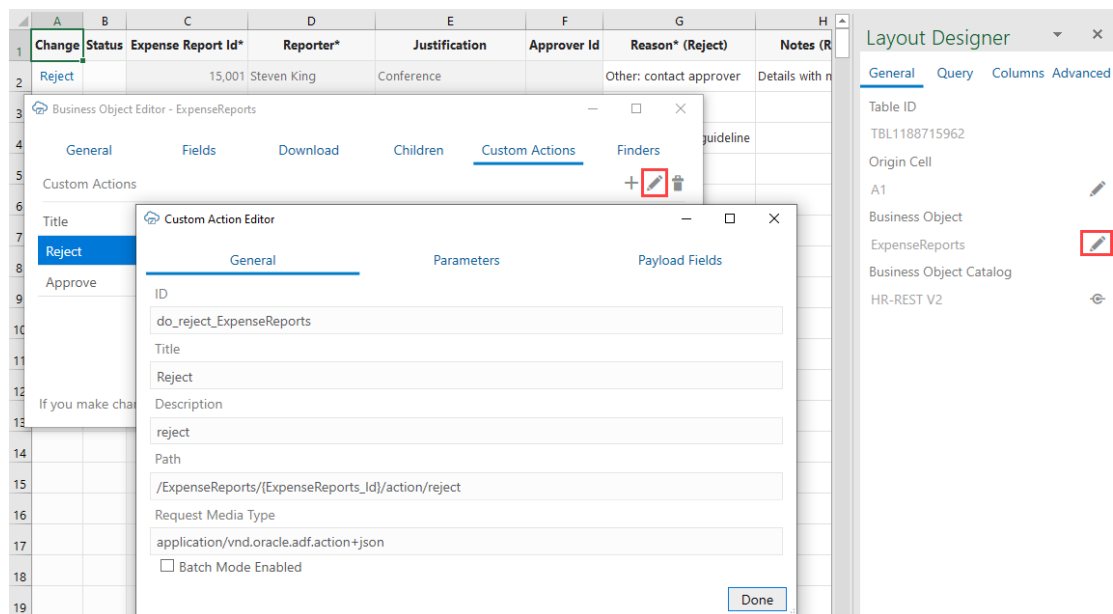 A B C D E F G H
1 Change Status Expense Report Id* Reporter* Justification Approver Id Reason* (Reject) Notes (R
2 Reject 15,001 Steven King Conference Other: contact approver Details with n
3
4 guideline
5
6
7
8
9
10
11
12
13
14
15
16
17
18
19
Business Object Editor - ExpenseReports
General Fields Download Children Custom Actions Finders
Custom Actions
Title
Reject
Approve
If you make char
Custom Action Editor
General Parameters Payload Fields
ID
do_reject_ExpenseReports
Title
Reject
Description
reject
Path
/ExpenseReports/{ExpenseReports_Id}/action/reject
Request Media Type
application/vnd.oracle.adf.action+json
Batch Mode Enabled
Done
Layout Designer
General Query Columns Advanced
Table ID
TBL1188715962
Origin Cell
A1
Business Object
ExpenseReports
Business Object Catalog
HR-REST V2